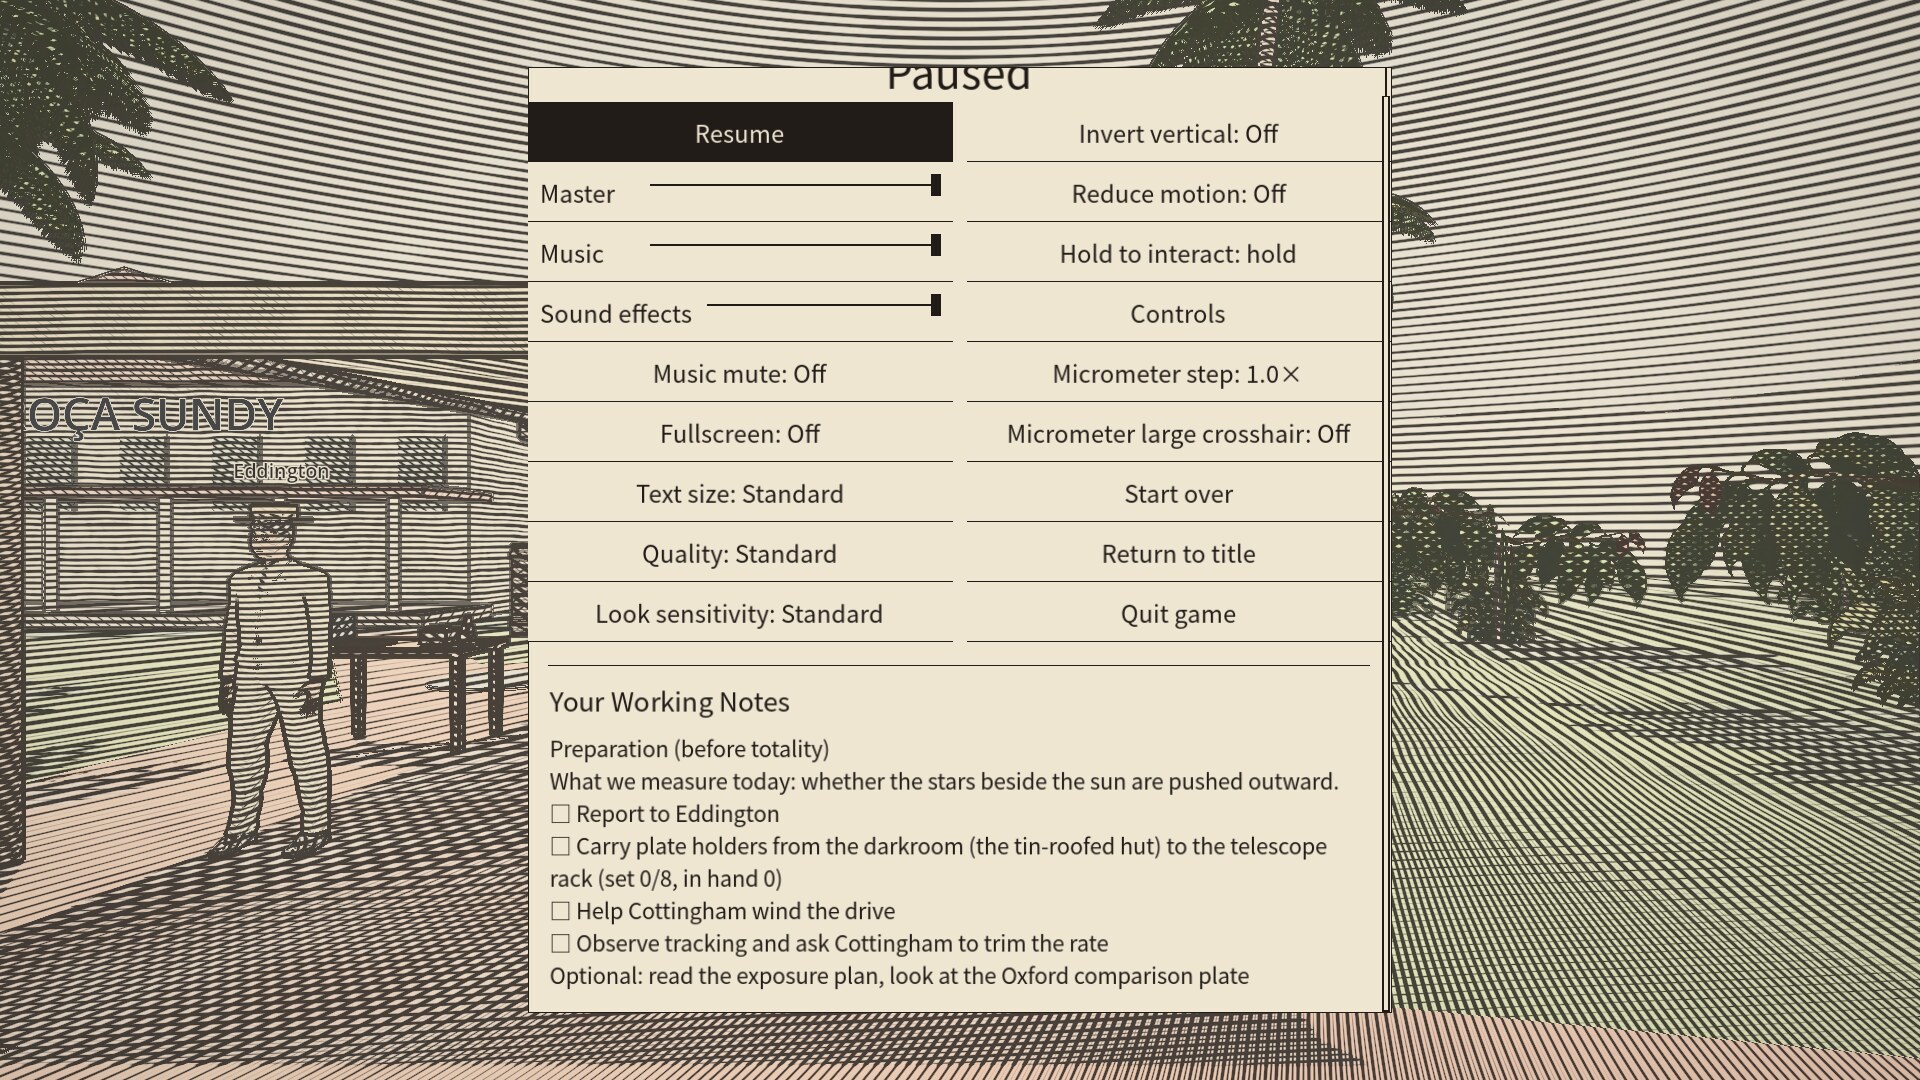 Paused
Resume
Invert vertical: Off
Master
Reduce motion: Off
Music
Hold to interact: hold
Sound effects
Controls
Music mute: Off
Micrometer step: 1.0×
Fullscreen: Off
Micrometer large crosshair: Off
Text size: Standard
Start over
Quality: Standard
Return to title
Look sensitivity: Standard
Quit game
OÇA SUNDY
Eddington
Your Working Notes
Preparation (before totality)
What we measure today: whether the stars beside the sun are pushed outward.
☐ Report to Eddington
☐ Carry plate holders from the darkroom (the tin-roofed hut) to the telescope
rack (set 0/8, in hand 0)
☐ Help Cottingham wind the drive
☐ Observe tracking and ask Cottingham to trim the rate
Optional: read the exposure plan, look at the Oxford comparison plate